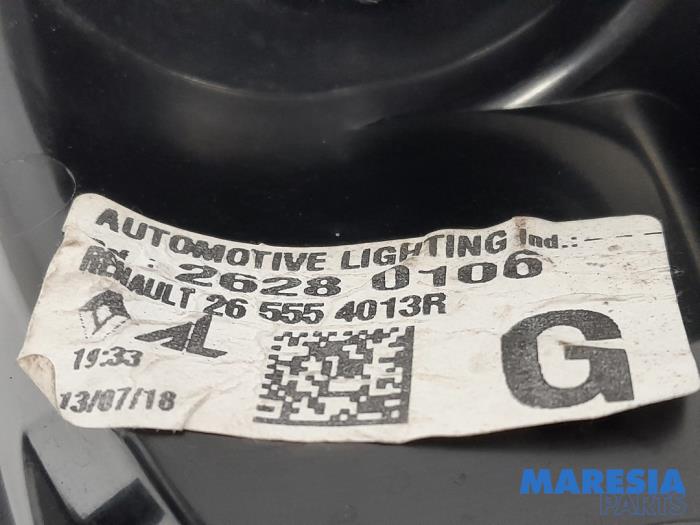 AUTOMOTIVE LIGHTING Ind.:
2628 0106
RENAULT 26 555 4013R
AL
19:33
13/07/18
G
MARESIA
PARTS